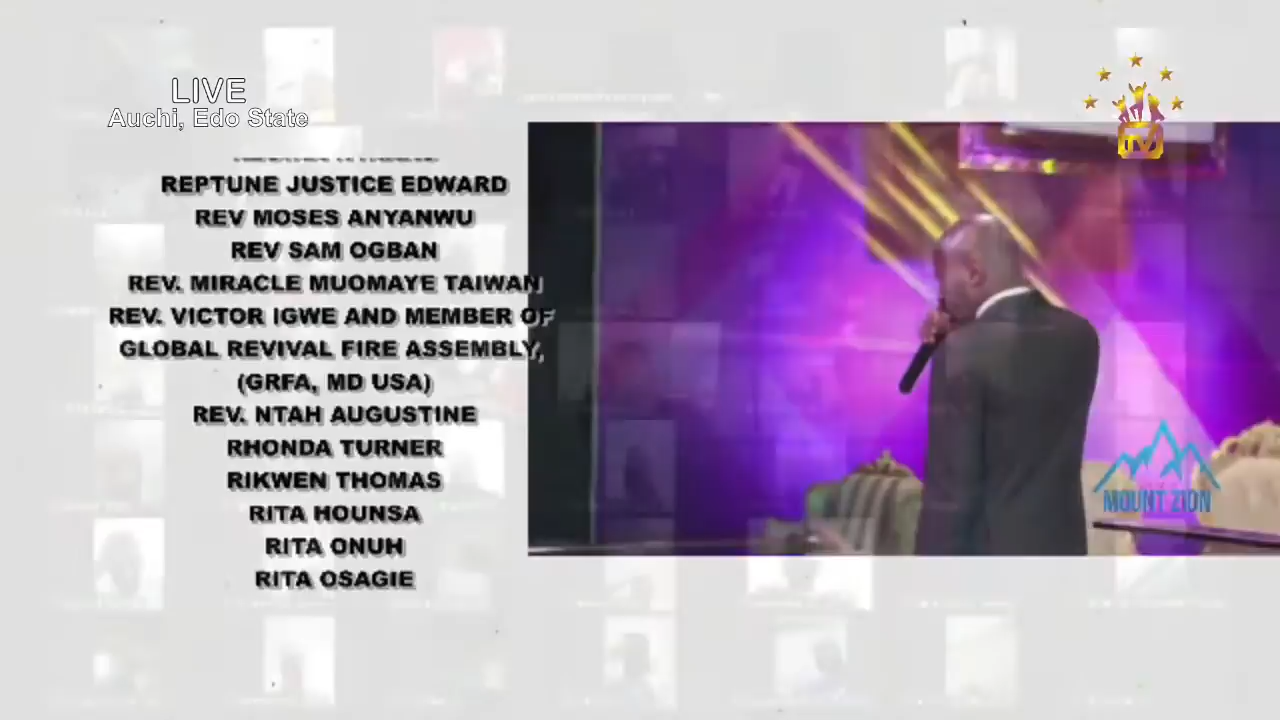 LIVE
Auchi, Edo State
REPTUNE JUSTICE EDWARD
REV MOSES ANYANWU
REV SAM OGBAN
REV. MIRACLE MUOMAYE TAIWAN
REV. VICTOR IGWE AND MEMBER OF
GLOBAL REVIVAL FIRE ASSEMBLY,
(GRFA, MD USA)
REV. NTAH AUGUSTINE
RHONDA TURNER
RIKWEN THOMAS
RITA HOUNSA
RITA ONUH
RITA OSAGIE
TV
MOUNT ZION